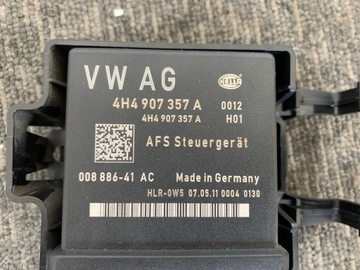 VW AG
HELLA
4H4 907 357 A 0012
4H4 907 357 A H01
AFS Steuergerät
008 886-41 AC Made in Germany
HLR-0W5 07.05.11 0004 0130